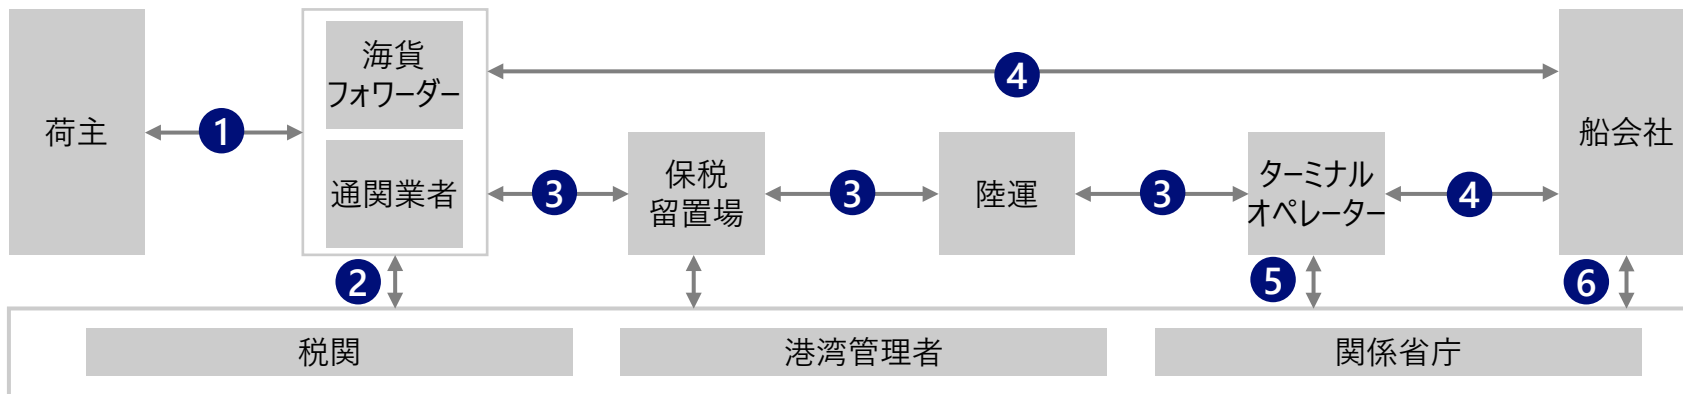 荷主
1
海貨
フォワーダー
通関業者
2
3
保税
留置場
3
陸運
3
ターミナル
オペレーター
4
4
船会社
5
6
税関
港湾管理者
関係省庁